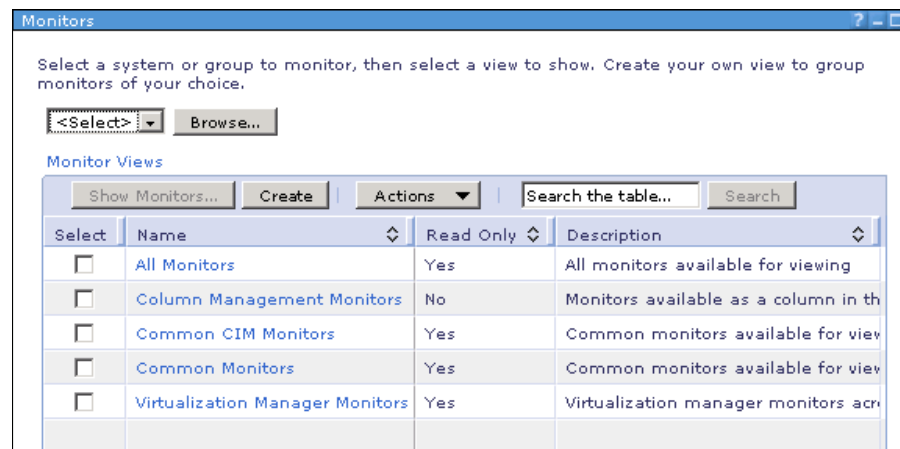 Monitors ?
Select a system or group to monitor, then select a view to show. Create your own view to group
monitors of your choice.
<Select> Browse...
Monitor Views
Show Monitors... Create Actions Search the table... Search
Select Name Read Only Description
All Monitors Yes All monitors available for viewing
Column Management Monitors No Monitors available as a column in th
Common CIM Monitors Yes Common monitors available for view
Common Monitors Yes Common monitors available for view
Virtualization Manager Monitors Yes Virtualization manager monitors acr